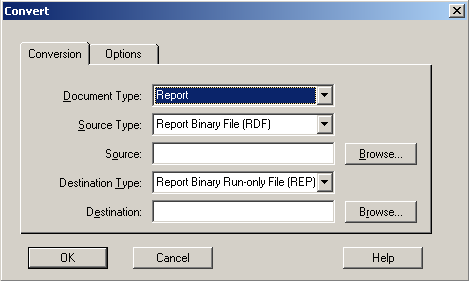 Convert
Conversion Options
Document Type: Report
Source Type: Report Binary File (RDF)
Source: Browse...
Destination Type: Report Binary Run-only File (REP)
Destination: Browse...
OK Cancel Help